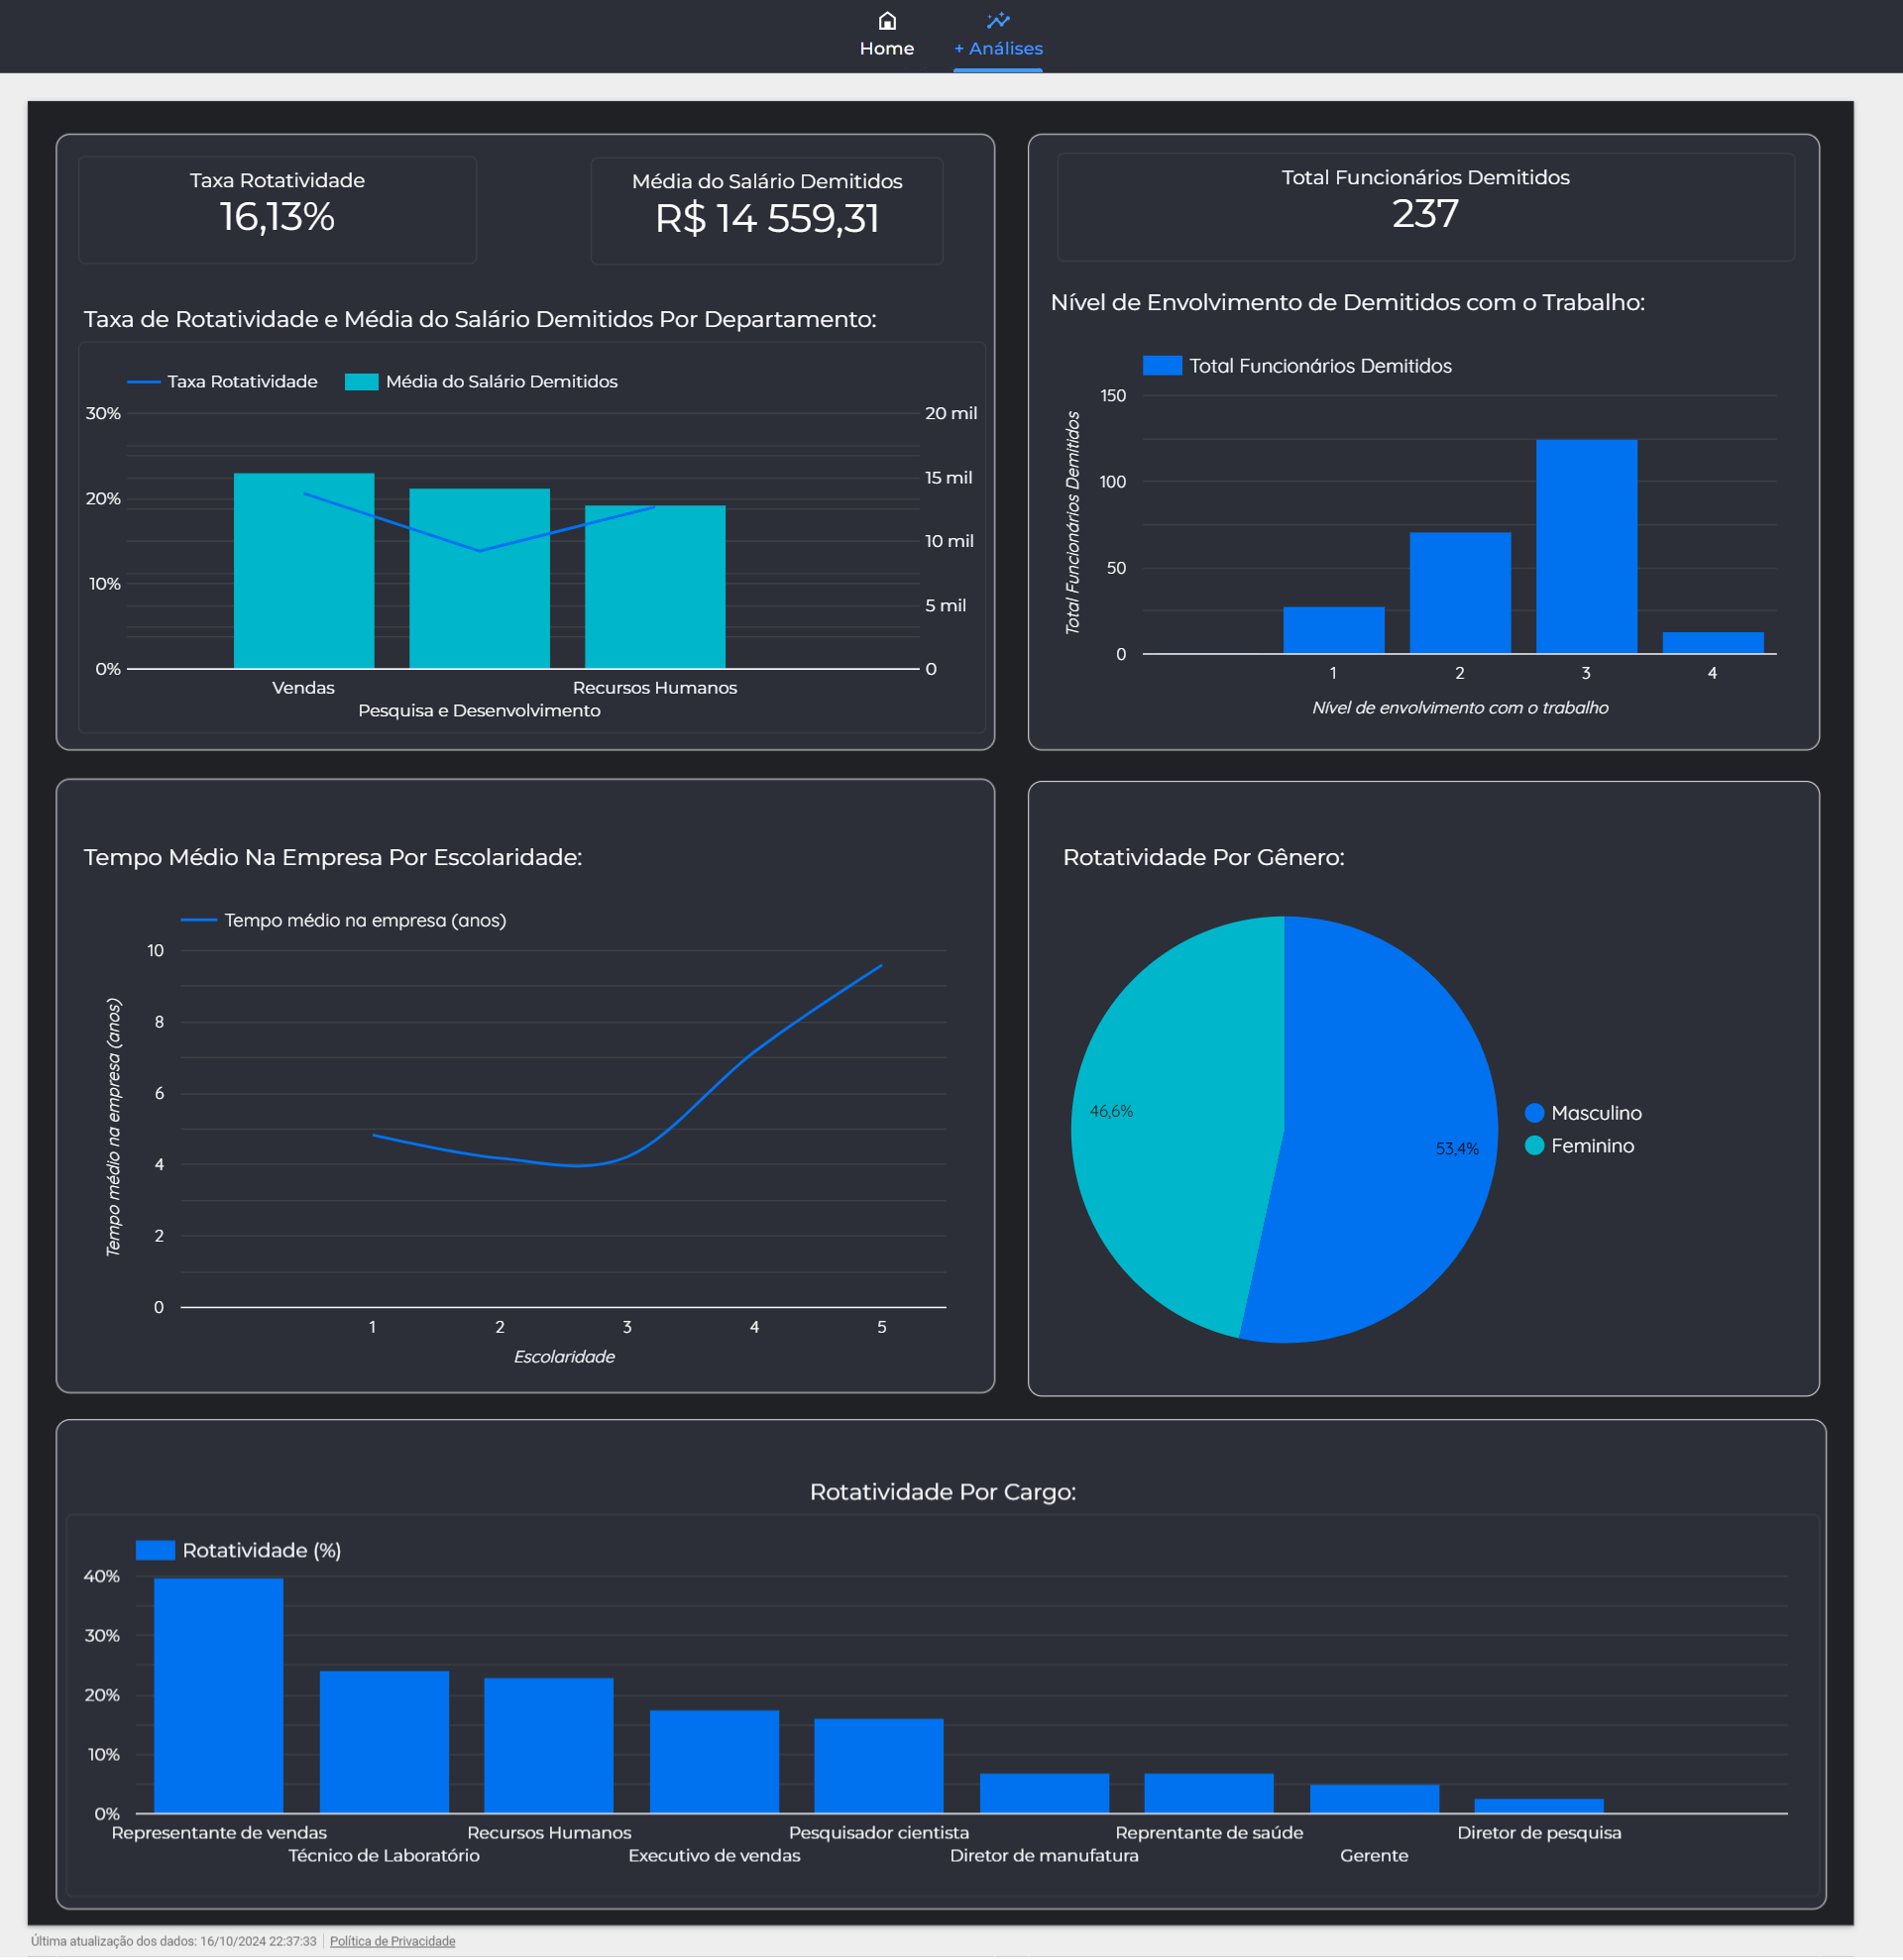 Home
+ Análises
Taxa Rotatividade
16,13%
Média do Salário Demitidos
R$ 14 559,31
Taxa de Rotatividade e Média do Salário Demitidos Por Departamento:
Taxa Rotatividade
Média do Salário Demitidos
30%
20%
10%
0%
20 mil
15 mil
10 mil
5 mil
0
Vendas
Recursos Humanos
Pesquisa e Desenvolvimento
Total Funcionários Demitidos
237
Nível de Envolvimento de Demitidos com o Trabalho:
Total Funcionários Demitidos
Total Funcionários Demitidos
150
100
50
0
1 2 3 4
Nível de envolvimento com o trabalho
Tempo Médio Na Empresa Por Escolaridade:
Tempo médio na empresa (anos)
Tempo médio na empresa (anos)
10
8
6
4
2
0
1 2 3 4 5
Escolaridade
Rotatividade Por Gênero:
46,6%
53,4%
Masculino
Feminino
Rotatividade Por Cargo:
Rotatividade (%)
40%
30%
20%
10%
0%
Representante de vendas
Recursos Humanos
Pesquisador cientista
Reprentante de saúde
Diretor de pesquisa
Técnico de Laboratório
Executivo de vendas
Diretor de manufatura
Gerente
Última atualização dos dados: 16/10/2024 22:37:33
Política de Privacidade